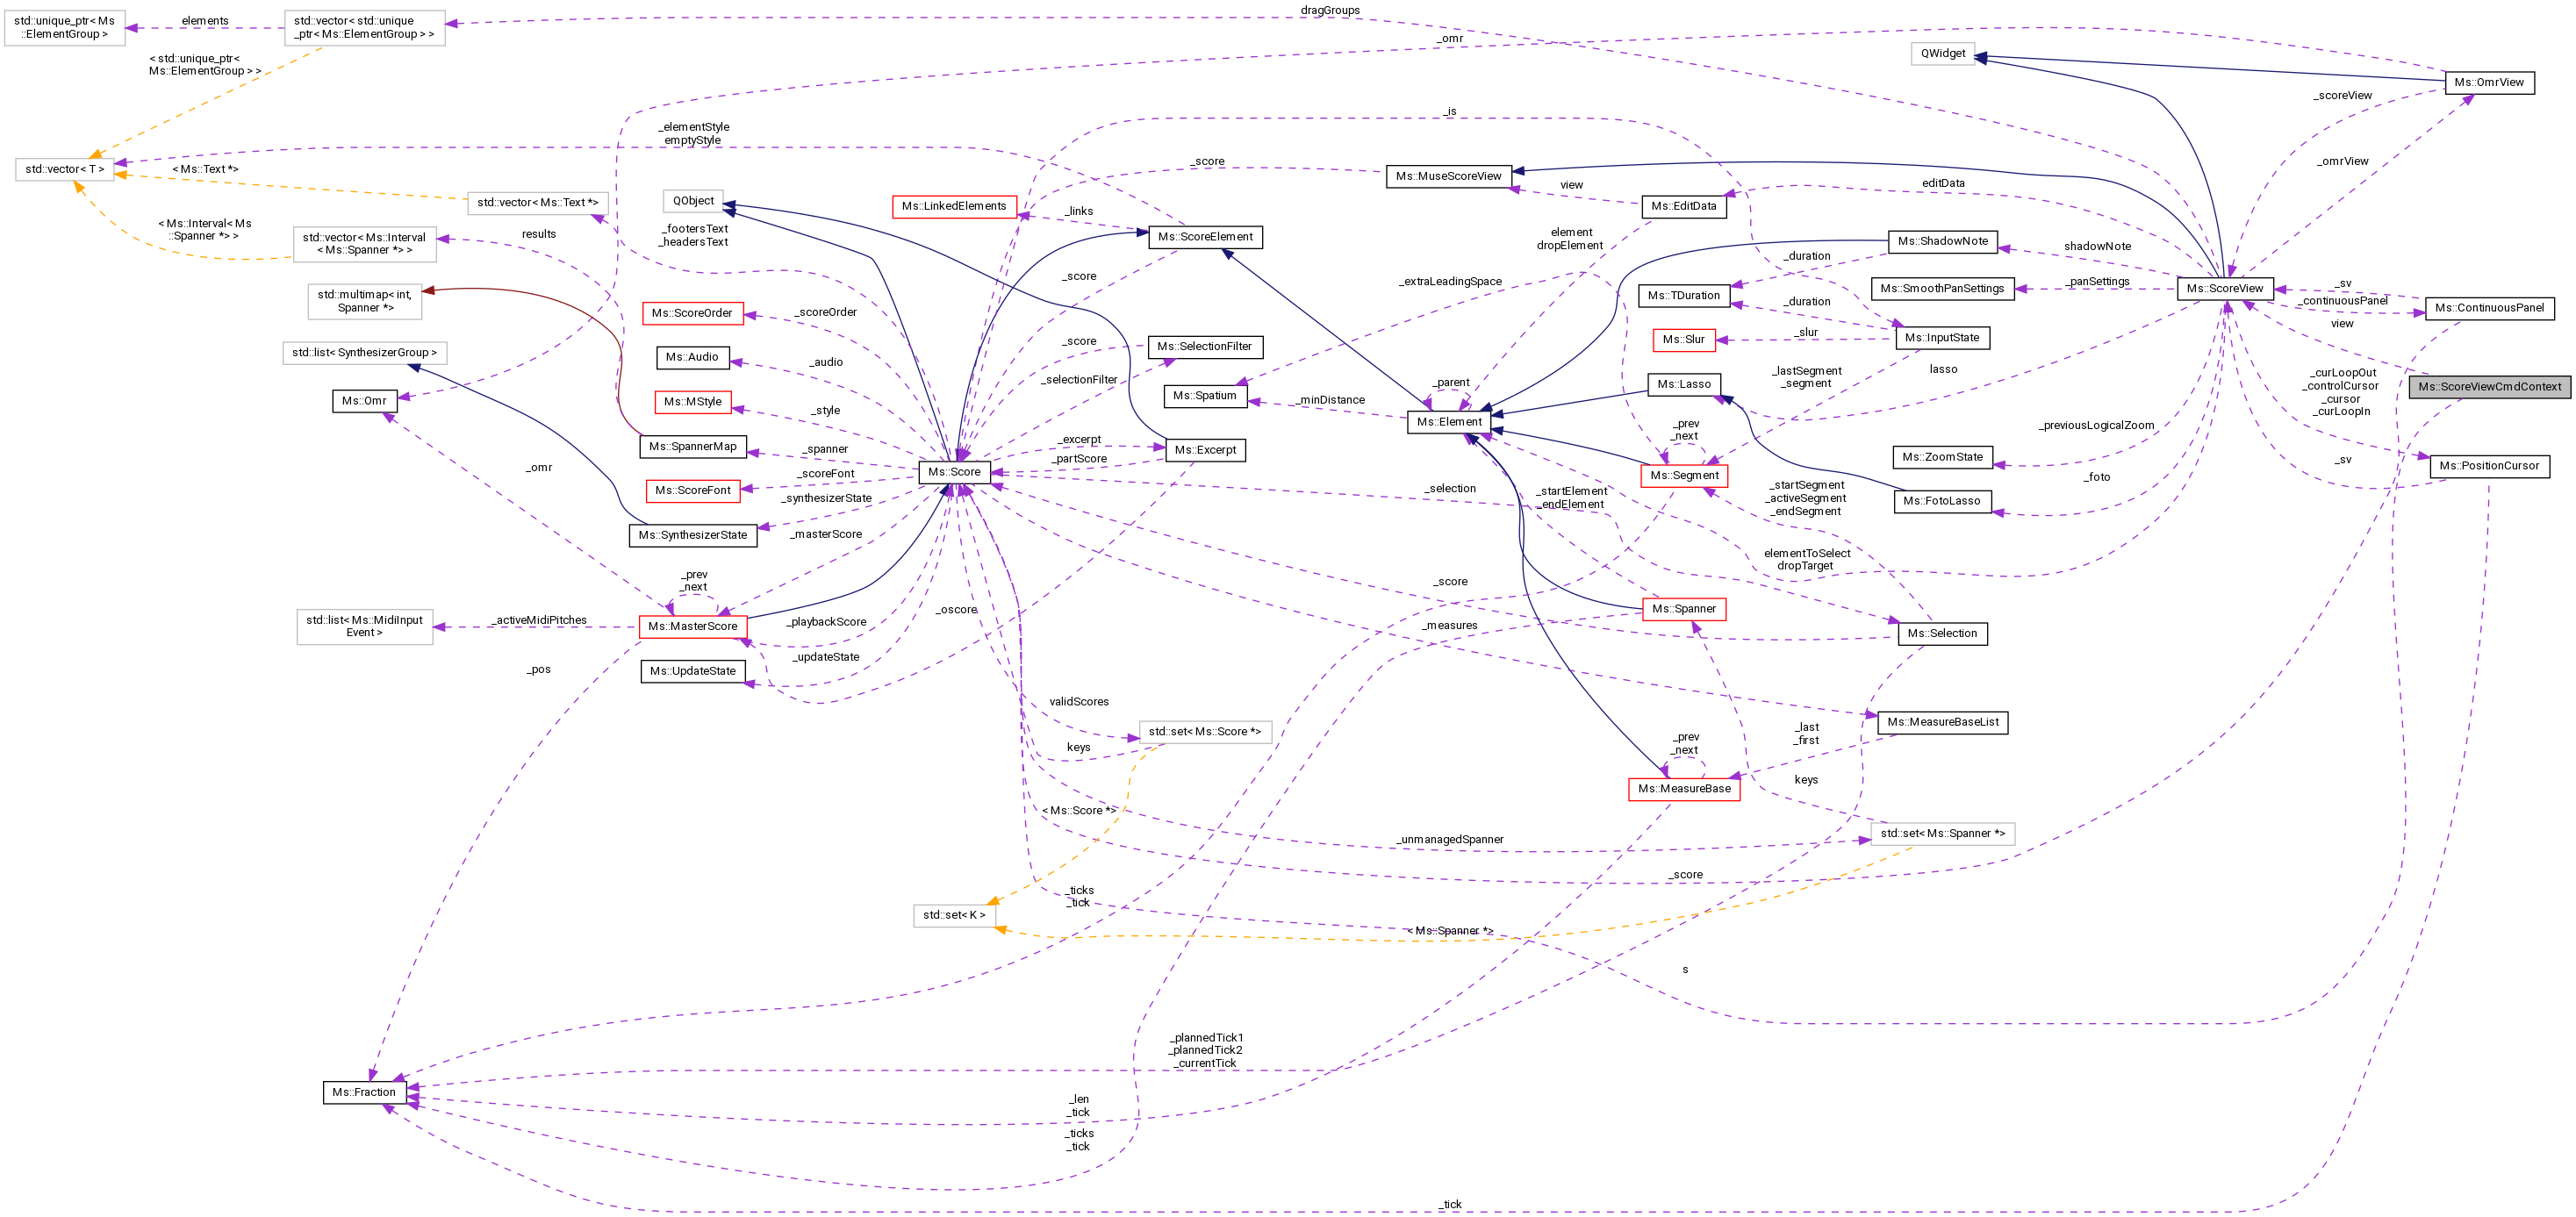 dragGroups
std::unique_ptr< Ms
::ElementGroup >
elements
std::vector< std::unique
_ptr< Ms::ElementGroup > >
_omr
QWidget
< std::unique_ptr<
Ms::ElementGroup > >
Ms::OmrView
_scoreView
_is
_elementStyle
emptyStyle
_score
_omrView
std::vector< T >
< Ms::Text *>
Ms::MuseScoreView
view
editData
QObject
std::vector< Ms::Text *>
Ms::LinkedElements
_links
Ms::EditData
< Ms::Interval< Ms
::Spanner *> >
results
_footersText
_headersText
Ms::ScoreElement
element
dropElement
Ms::ShadowNote
shadowNote
std::vector< Ms::Interval
< Ms::Spanner *> >
_duration
_score
_extraLeadingSpace
Ms::TDuration
Ms::SmoothPanSettings
_panSettings
Ms::ScoreView
_sv
_continuousPanel
Ms::ContinuousPanel
std::multimap< int,
Spanner *>
Ms::ScoreOrder
_scoreOrder
_duration
view
_slur
Ms::Slur
Ms::InputState
std::list< SynthesizerGroup >
Ms::Audio
_audio
_score
Ms::SelectionFilter
_selectionFilter
_lastSegment
_segment
lasso
_curLoopOut
_controlCursor
_cursor
_curLoopIn
Ms::ScoreViewCmdContext
Ms::Omr
Ms::MStyle
_style
Ms::Spatium
_minDistance
_parent
Ms::Lasso
Ms::Element
_prev
_next
_previousLogicalZoom
Ms::SpannerMap
_spanner
_excerpt
_partScore
Ms::Excerpt
Ms::ZoomState
_omr
_scoreFont
Ms::Score
Ms::Segment
_sv
Ms::PositionCursor
Ms::ScoreFont
_synthesizerState
_selection
_startElement
_endElement
_startSegment
_activeSegment
_endSegment
_foto
Ms::FotoLasso
Ms::SynthesizerState
_masterScore
elementToSelect
dropTarget
_prev
_next
_oscore
_score
Ms::Spanner
std::list< Ms::MidiInput
Event >
_activeMidiPitches
Ms::MasterScore
_playbackScore
_measures
Ms::Selection
_pos
Ms::UpdateState
_updateState
validScores
std::set< Ms::Score *>
keys
Ms::MeasureBaseList
_last
_first
_prev
_next
Ms::MeasureBase
keys
< Ms::Score *>
_unmanagedSpanner
std::set< Ms::Spanner *>
_score
_ticks
_tick
std::set< K >
< Ms::Spanner *>
s
_plannedTick1
_plannedTick2
_currentTick
Ms::Fraction
_len
_tick
_ticks
_tick
_tick